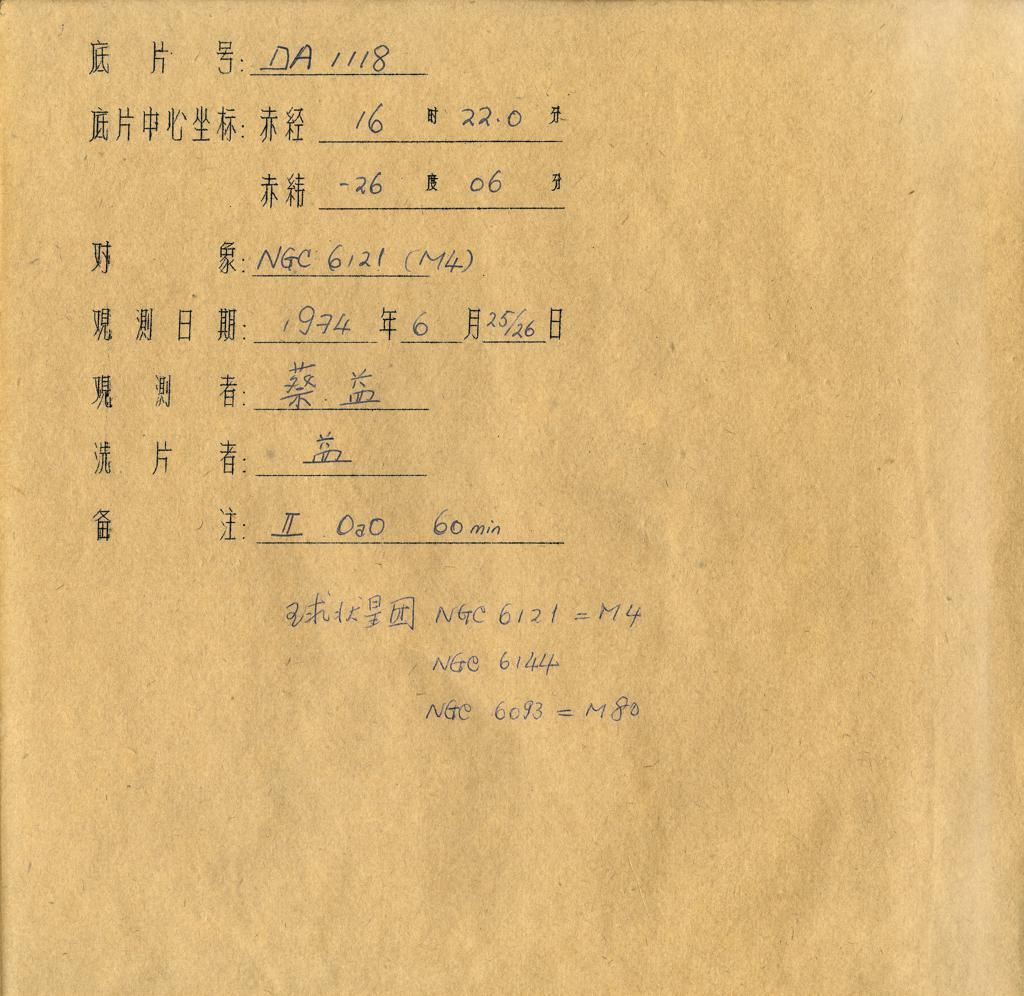 底片号: DA 1118
底片中心坐标: 赤经 16 时 22.0 分
赤纬 -26 度 06 分
对象: NGC 6121 (M4)
观测日期: 1974 年 6 月 25/26 日
观测者: 蔡 益
洗片者: 益
备注: II OaO 60 min
球状星团 NGC 6121 = M4
NGC 6144
NGC 6093 = M80